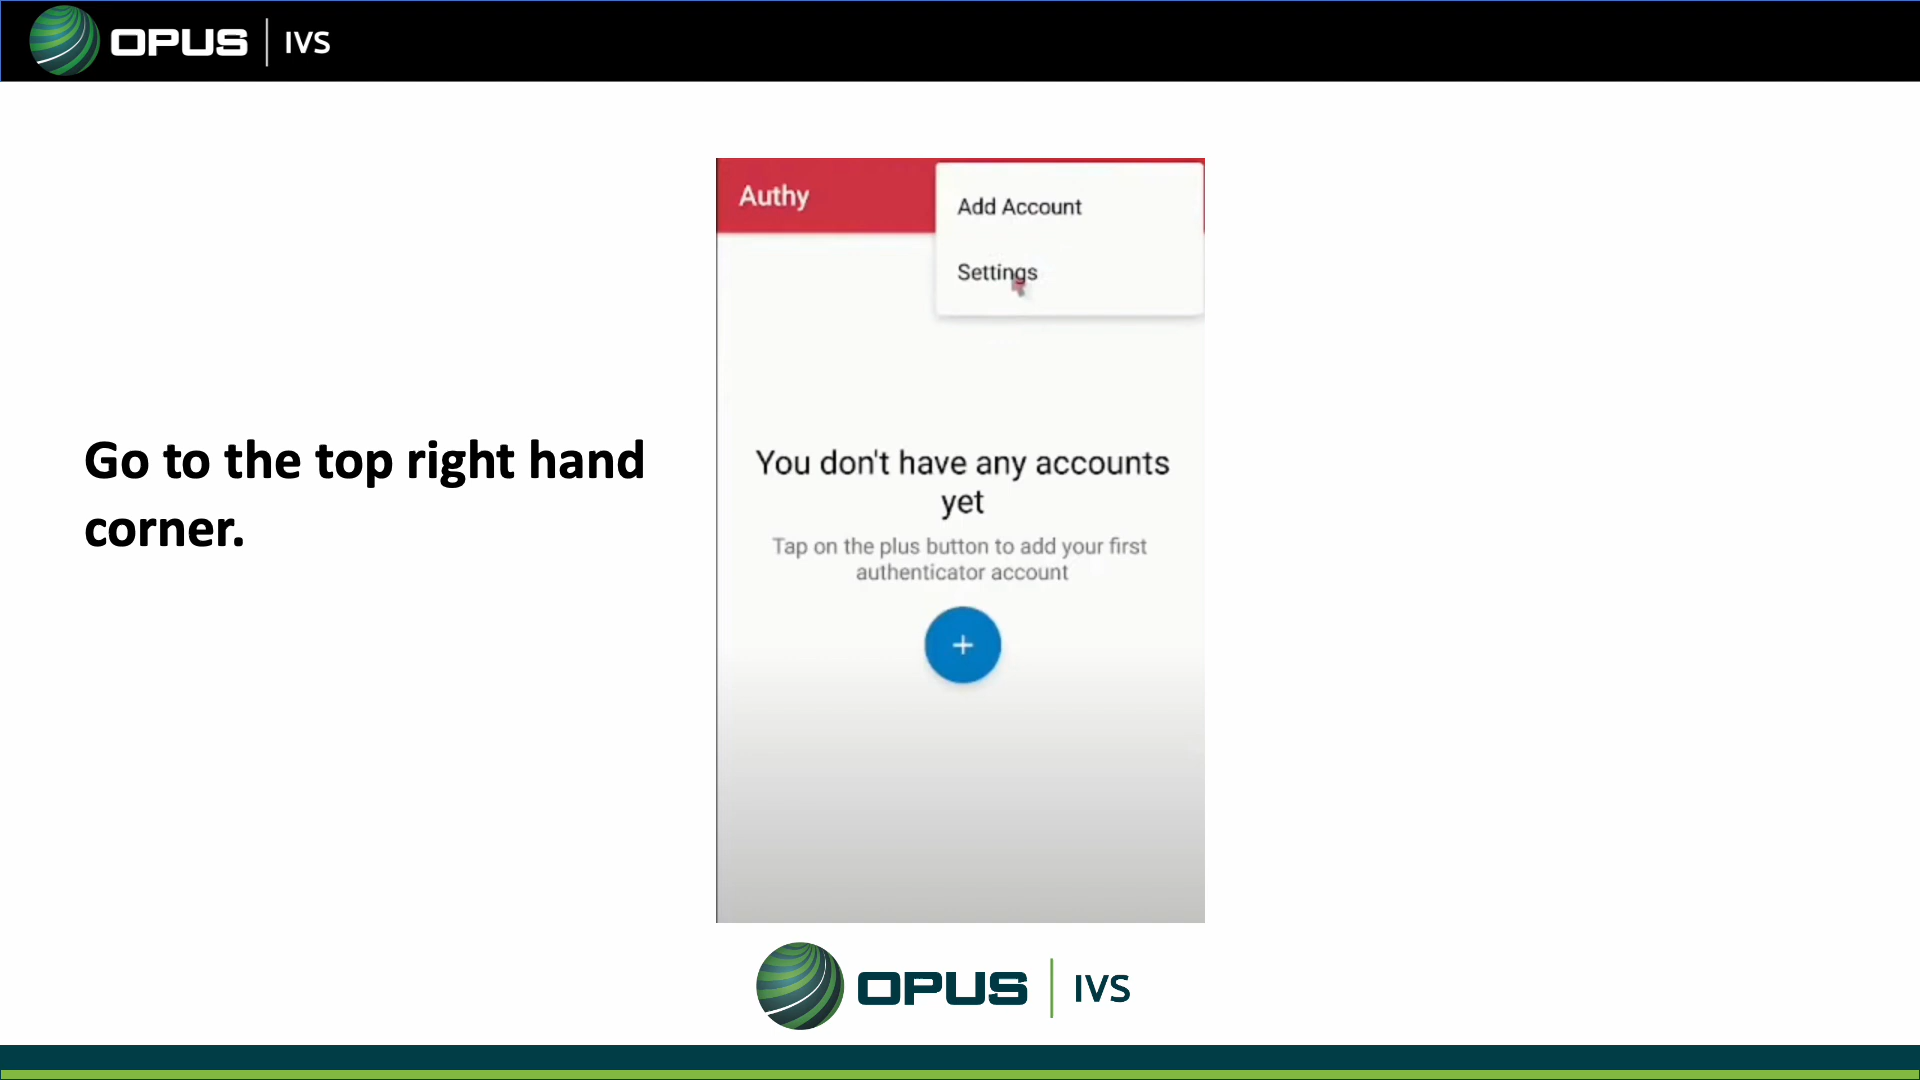 OPUS IVS
Authy
Add Account
Settings
Go to the top right hand
corner.
You don't have any accounts
yet
Tap on the plus button to add your first
authenticator account
+
OPUS IVS